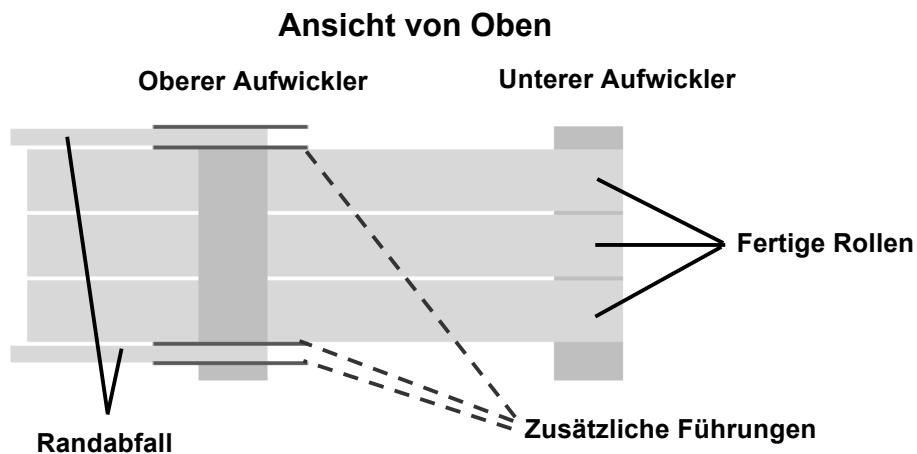 Ansicht von Oben
Oberer Aufwickler
Unterer Aufwickler
Fertige Rollen
Zusätzliche Führungen
Randabfall